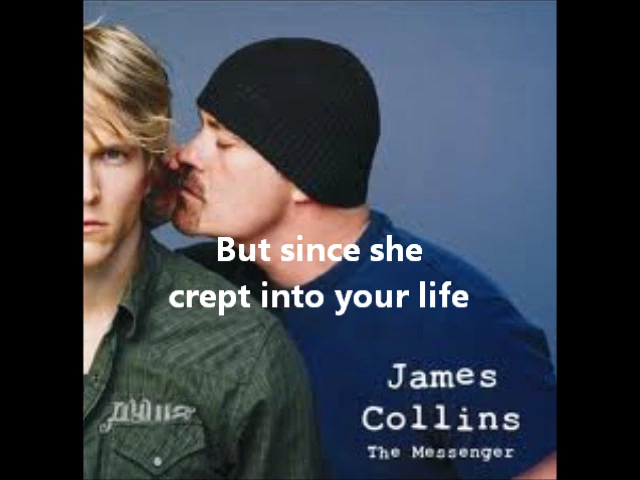 But since she
crept into your life
James
Collins
The Messenger